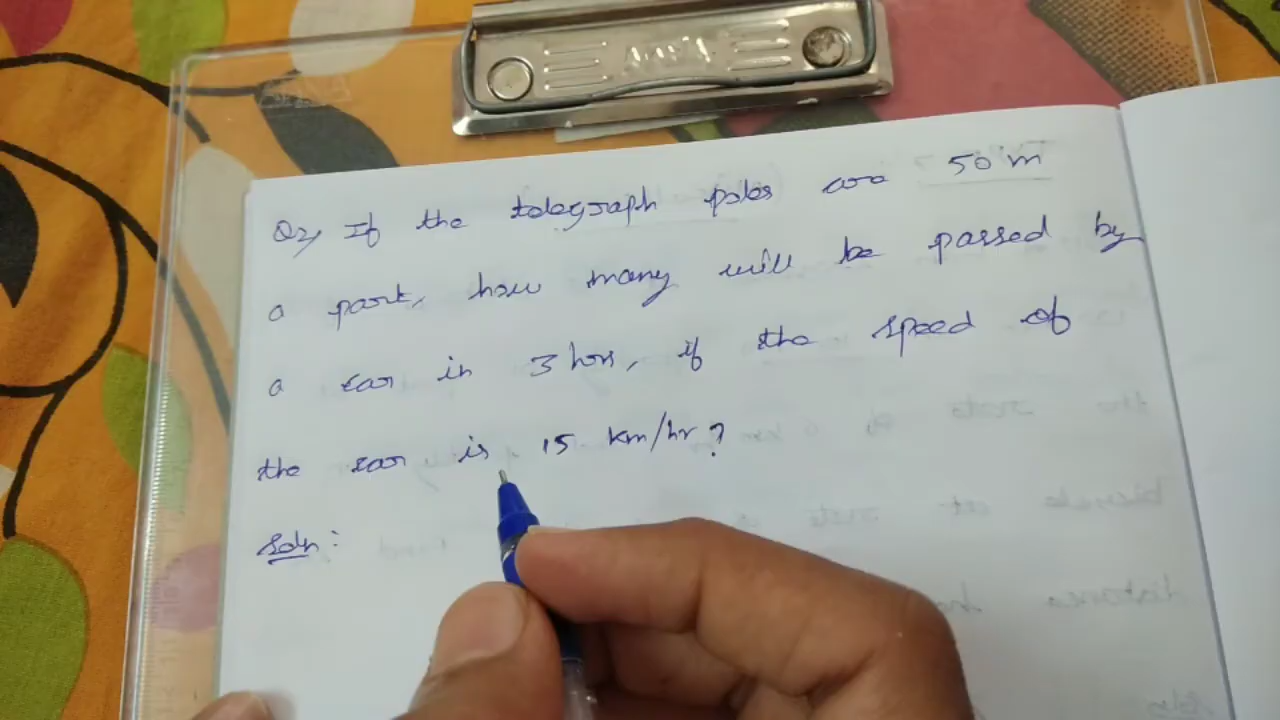 Q2, If the telegraph poles are 50 m
a part, how many will be passed by
a car in 3 hrs, if the speed of
the car is 15 km/hr?
Soln: